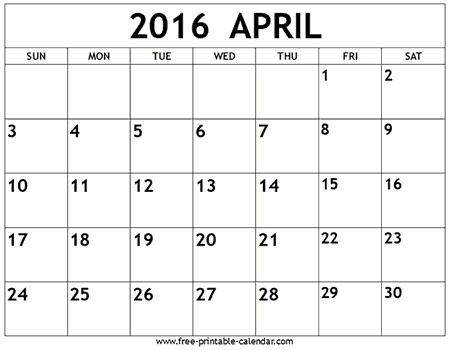 2016 APRIL
SUN MON TUE WED THU FRI SAT
1 2
3 4 5 6 7 8 9
10 11 12 13 14 15 16
17 18 19 20 21 22 23
24 25 26 27 28 29 30
www.free-printable-calendar.com